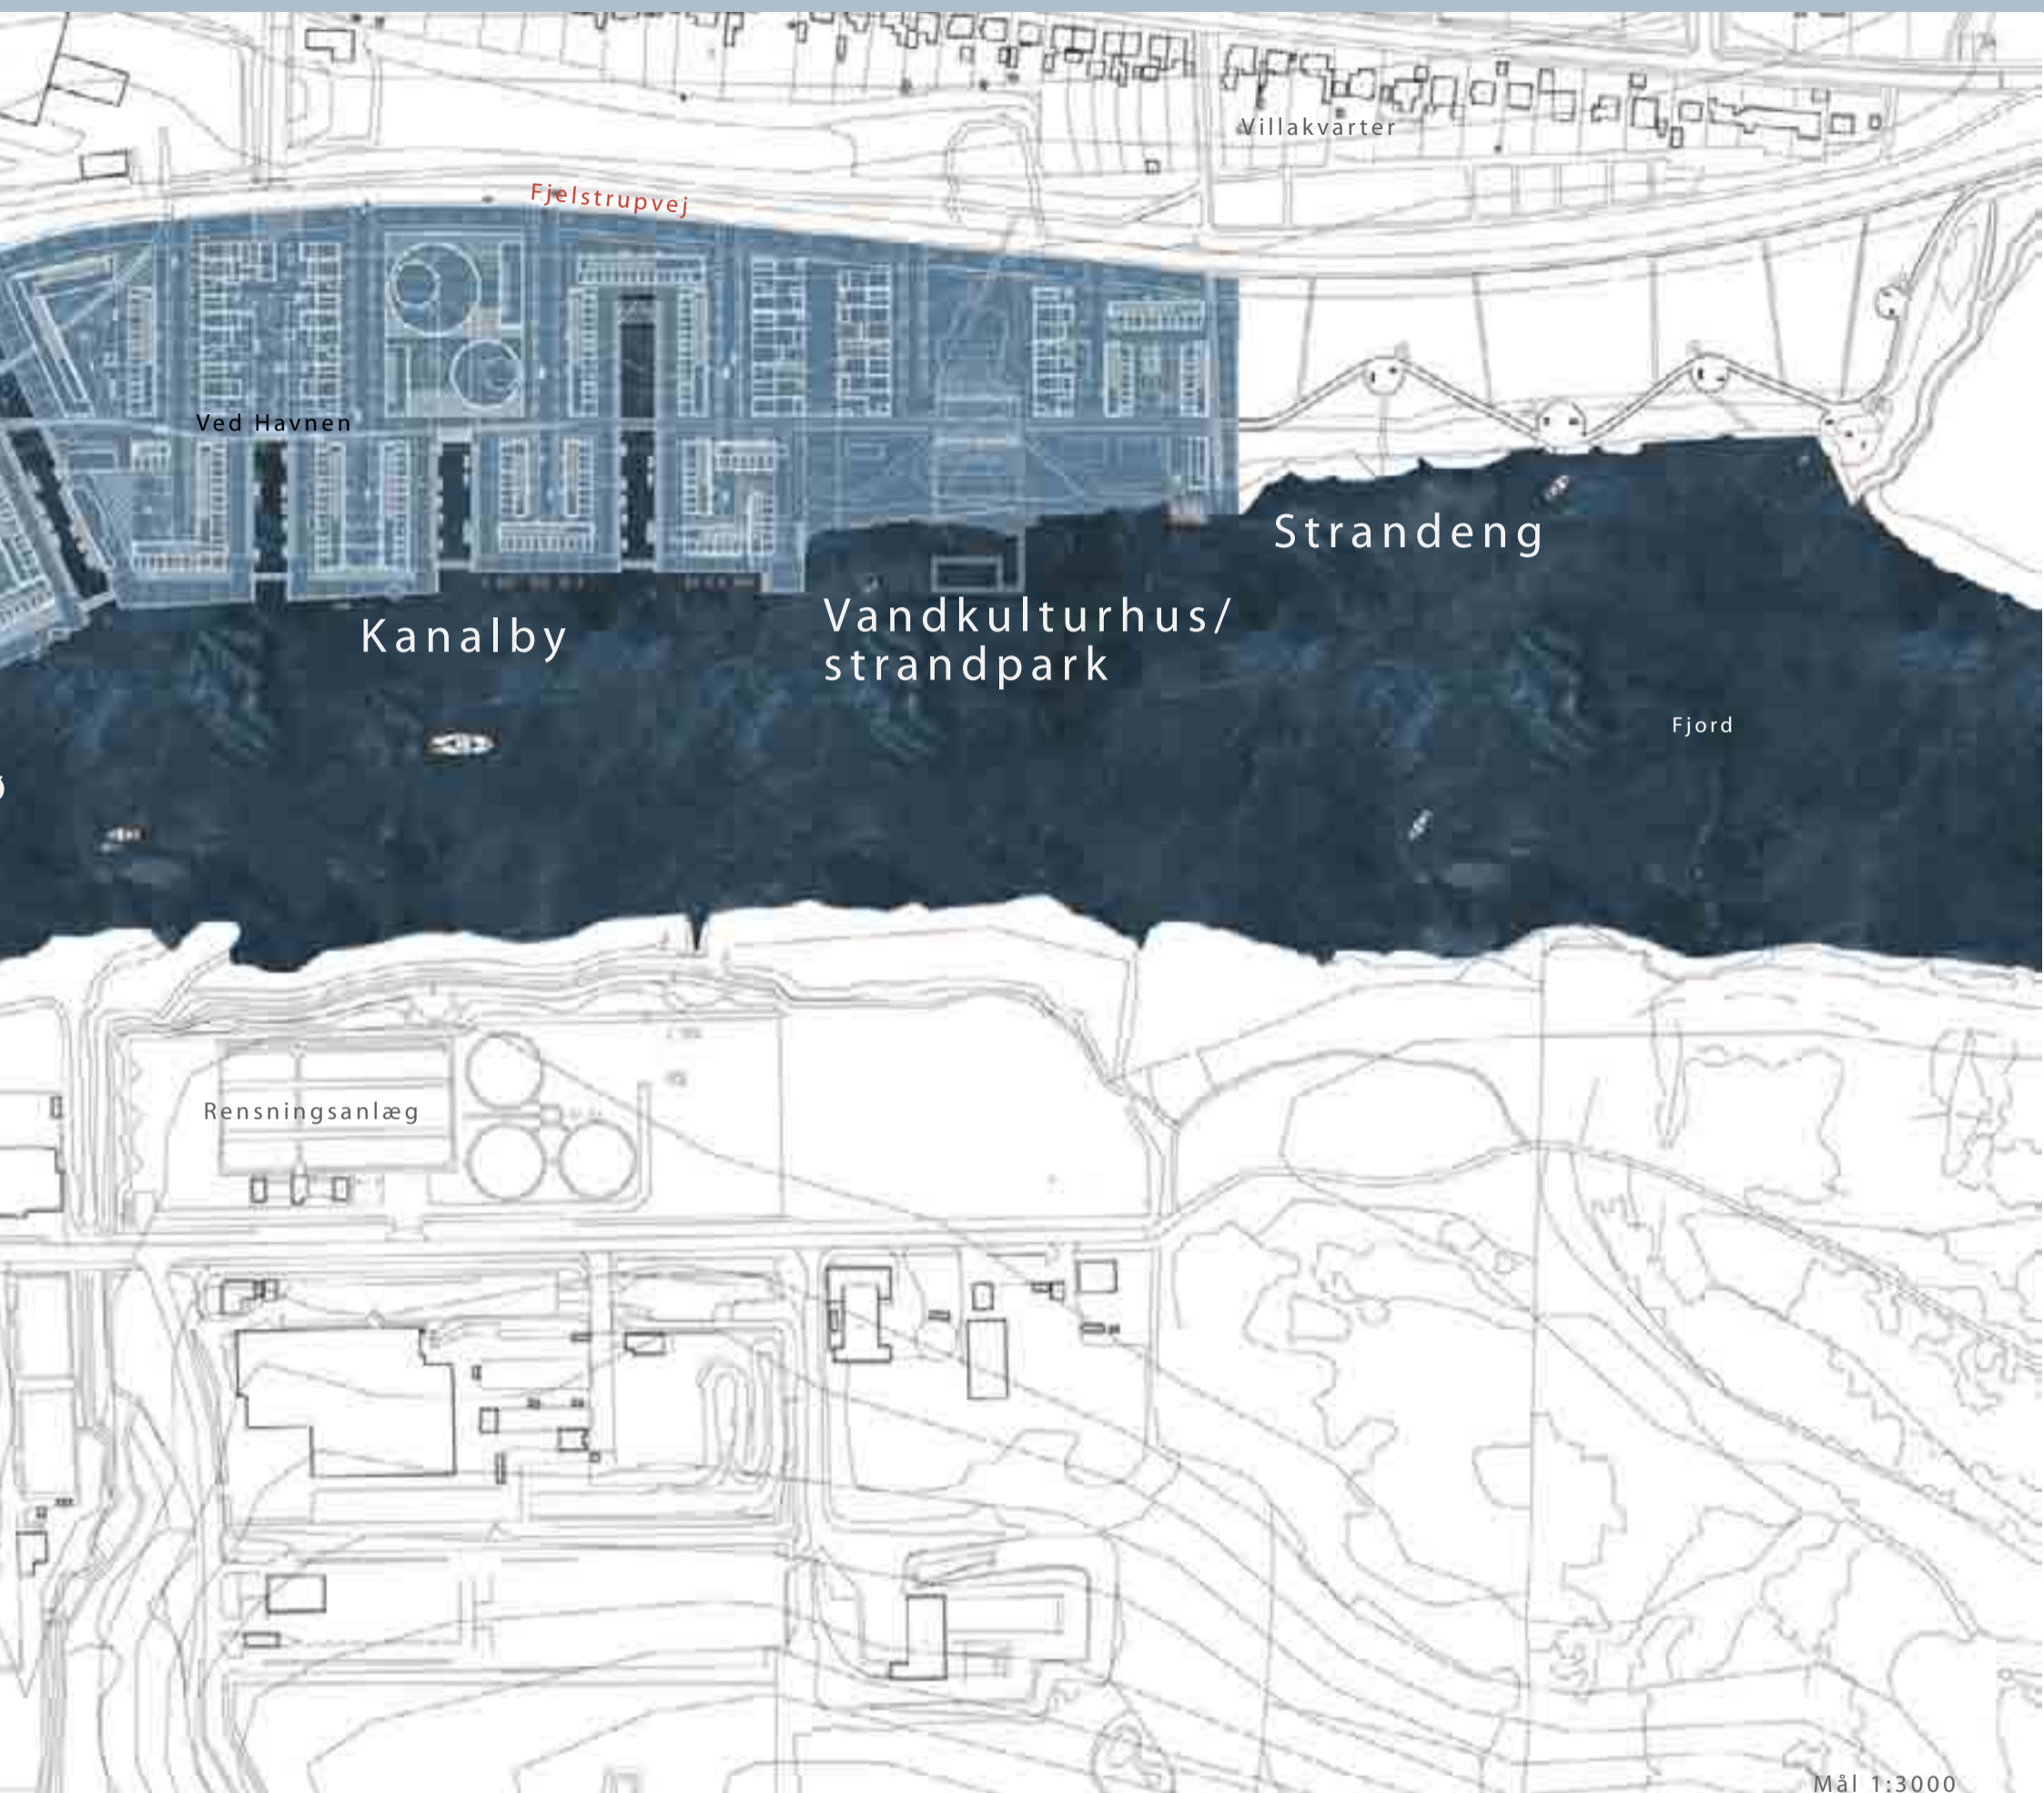 Villakvarter
Fjelstrupvej
Ved Havnen
Strandeng
Vandkulturhus/
strandpark
Kanalby
Fjord
ø
Rensningsanlæg
Mål 1:3000